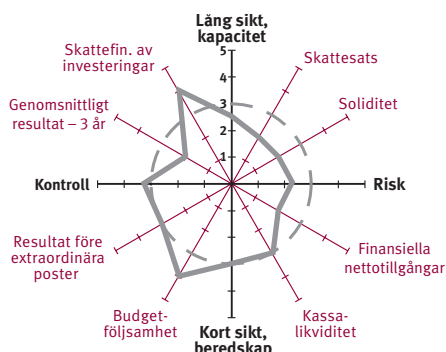 Lång sikt,
kapacitet
Skattefin. av
investeringar
Skattesats
Genomsnittligt
resultat – 3 år
Soliditet
5
4
3
2
1
Kontroll
Risk
Resultat före
extraordinära
poster
Finansiella
nettotillgångar
Budget-
följsamhet
Kassa-
likviditet
Kort sikt,
beredskap